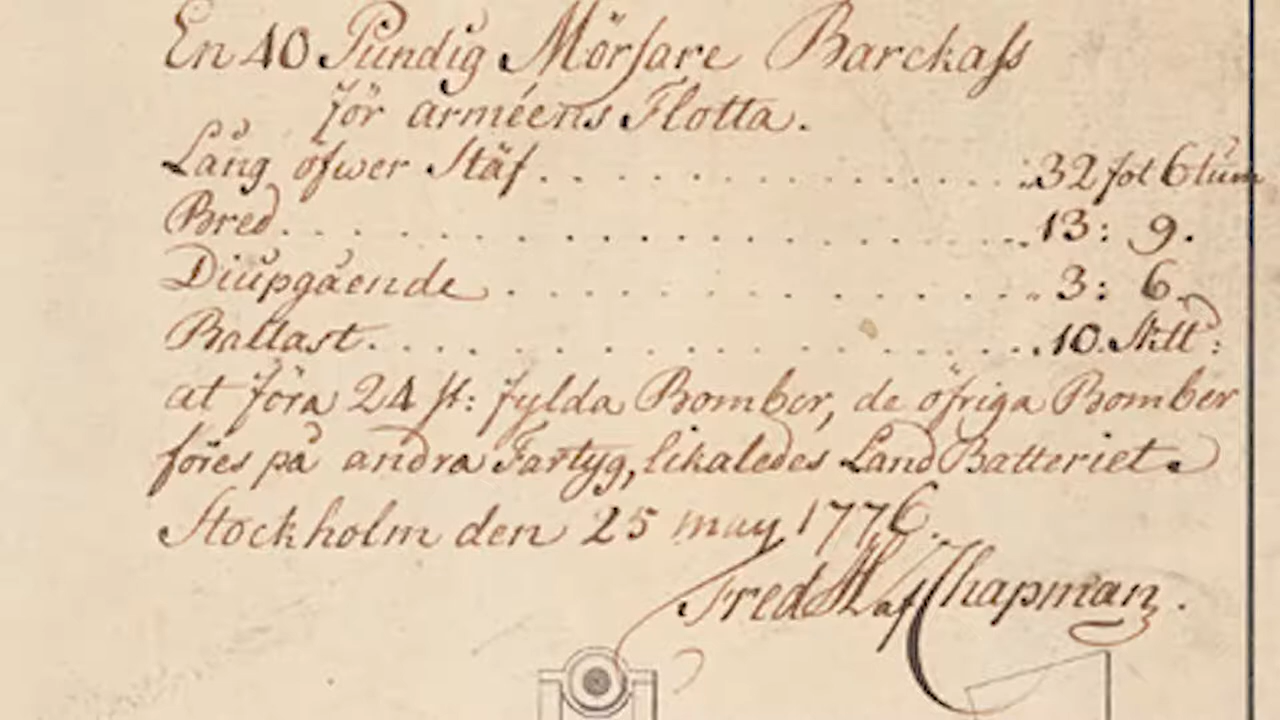 En 40 Pundig Mörsare Barckass
för arméens Flotta.
Lång öfwer Stäf . . . . . . . . . . . . . 32 fot 6 tum
Bred . . . . . . . . . . . . . . . . . . 13: 9.
Diupgående . . . . . . . . . . . . 3: 6.
Ballast . . . . . . . . . . . . . . . . 10. Sk℔:
at föra 24 st: fylda Bomber, de öfriga Bomber
föres på andra Fartyg, likaledes Land Batteriet.
Stockholm den 25 may 1776.
Fred H af Chapman.